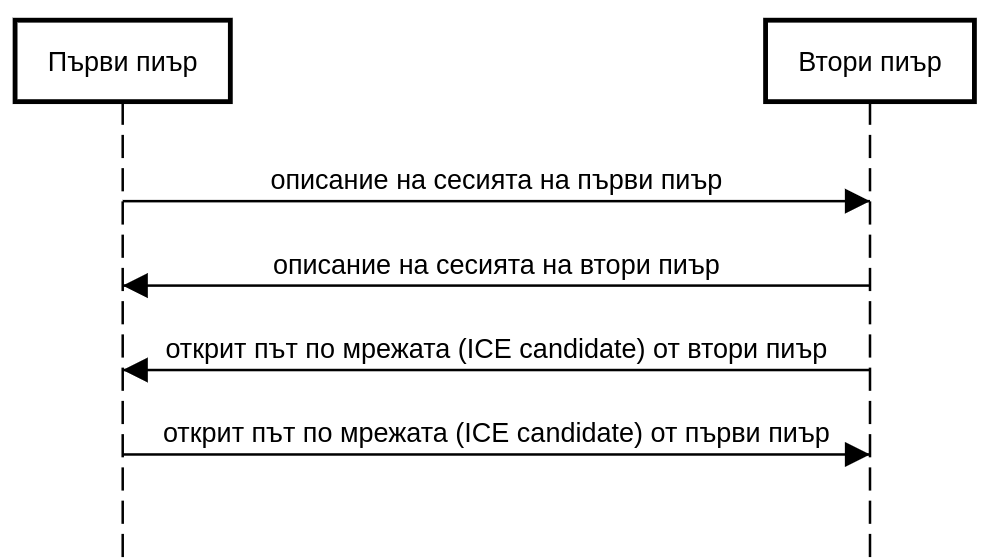 Първи пиър
Втори пиър
описание на сесията на първи пиър
описание на сесията на втори пиър
открит път по мрежата (ICE candidate) от втори пиър
открит път по мрежата (ICE candidate) от първи пиър